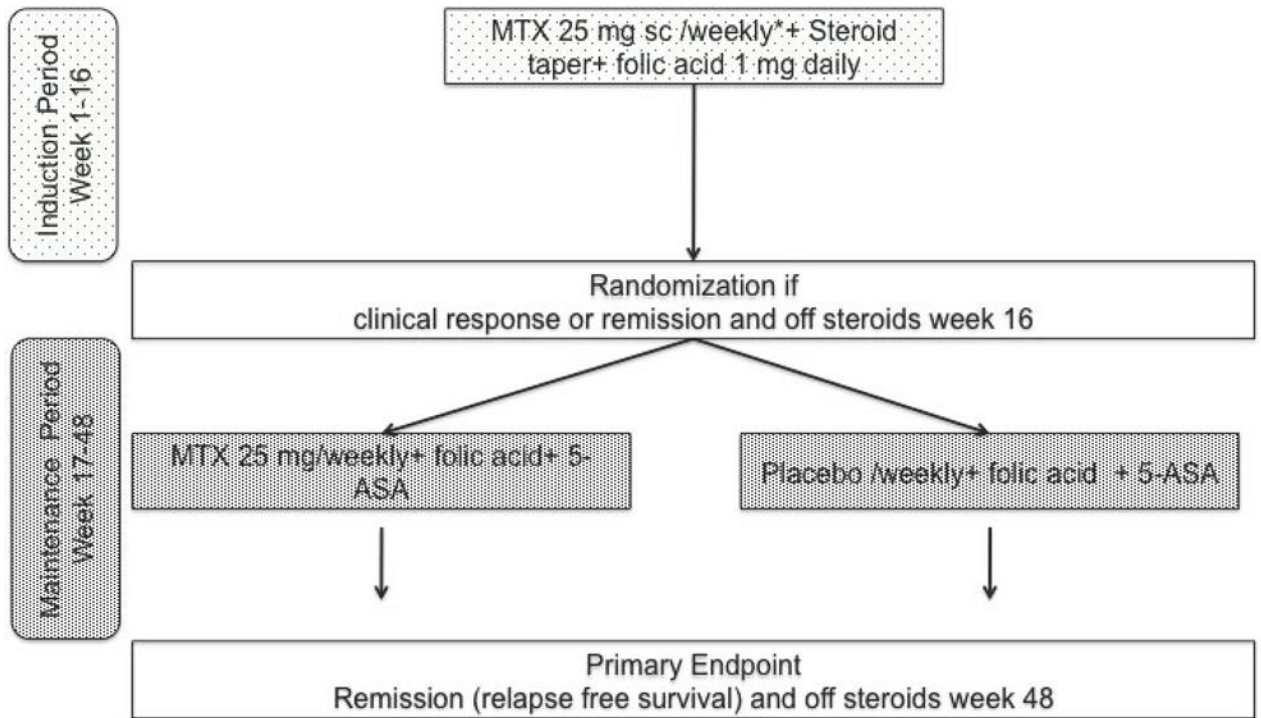 Induction Period
Week 1-16
MTX 25 mg sc /weekly*+ Steroid
taper+ folic acid 1 mg daily
Randomization if
clinical response or remission and off steroids week 16
Maintenance Period
Week 17-48
MTX 25 mg/weekly+ folic acid+ 5-
ASA
Placebo /weekly+ folic acid + 5-ASA
Primary Endpoint
Remission (relapse free survival) and off steroids week 48